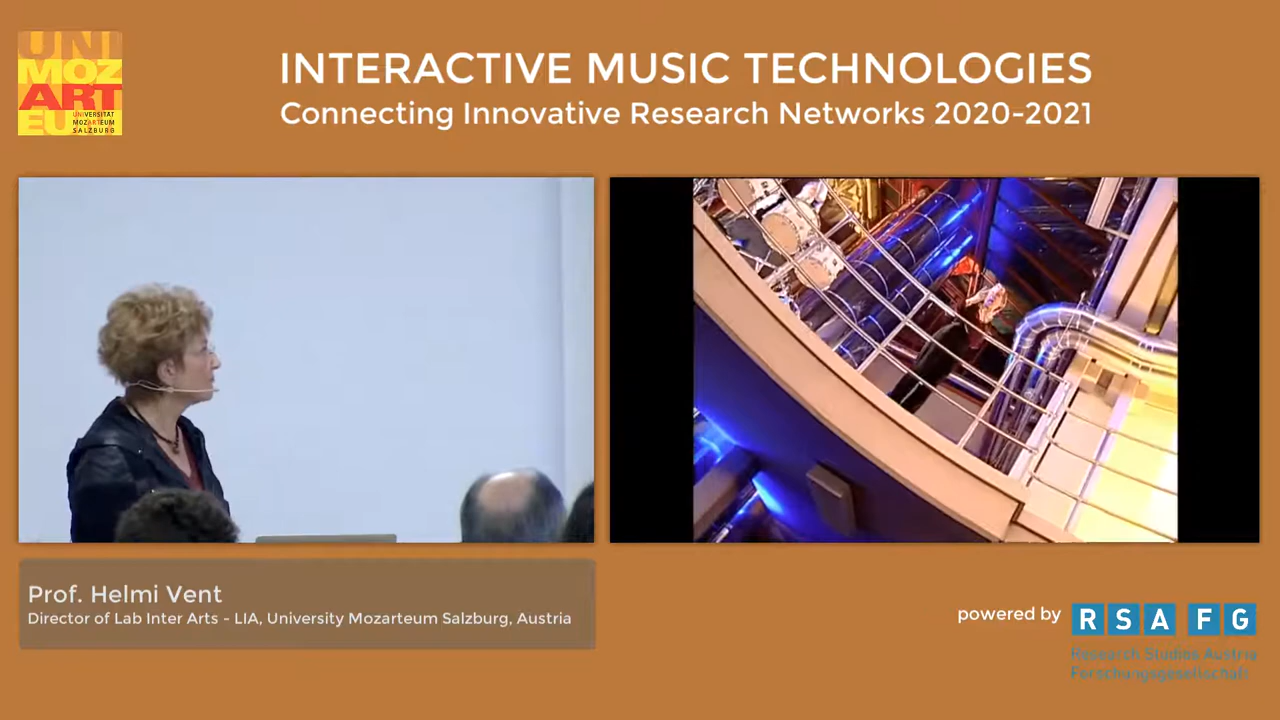 UNI
MOZ
ART
EU
UNIVERSITÄT
MOZARTEUM
SALZBURG
INTERACTIVE MUSIC TECHNOLOGIES
Connecting Innovative Research Networks 2020-2021
Prof. Helmi Vent
Director of Lab Inter Arts - LIA, University Mozarteum Salzburg, Austria
powered by
RSA FG
Research Studios Austria
Forschungsgesellschaft